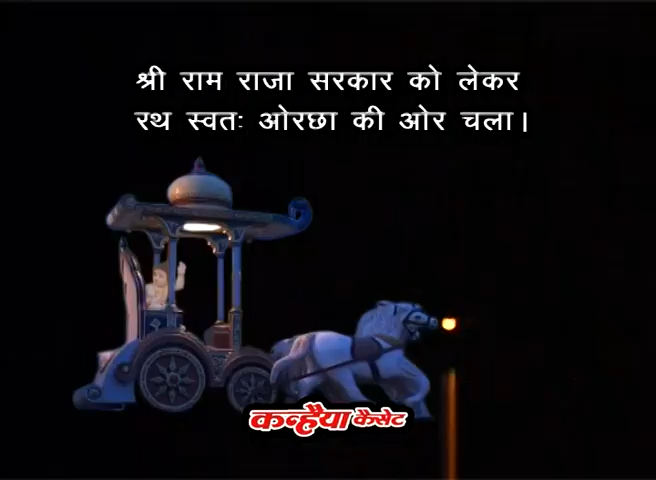 श्री राम राजा सरकार को लेकर
रथ स्वतः ओरछा की ओर चला।
कन्हैया कैसेट